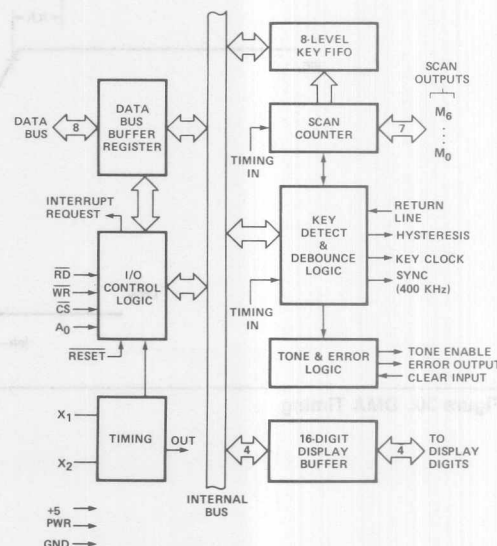 8-LEVEL
KEY FIFO
SCAN
OUTPUTS
DATA
BUS
8
DATA
BUS
BUFFER
REGISTER
SCAN
COUNTER
7
M6
M0
TIMING
IN
INTERRUPT
REQUEST
KEY
DETECT
&
DEBOUNCE
LOGIC
RETURN
LINE
HYSTERESIS
KEY CLOCK
SYNC
(400 KHz)
RD
WR
CS
A0
I/O
CONTROL
LOGIC
TIMING
IN
RESET
TONE & ERROR
LOGIC
TONE ENABLE
ERROR OUTPUT
CLEAR INPUT
X1
X2
TIMING
OUT
4
16-DIGIT
DISPLAY
BUFFER
4
TO
DISPLAY
DIGITS
INTERNAL
BUS
+5
PWR
GND